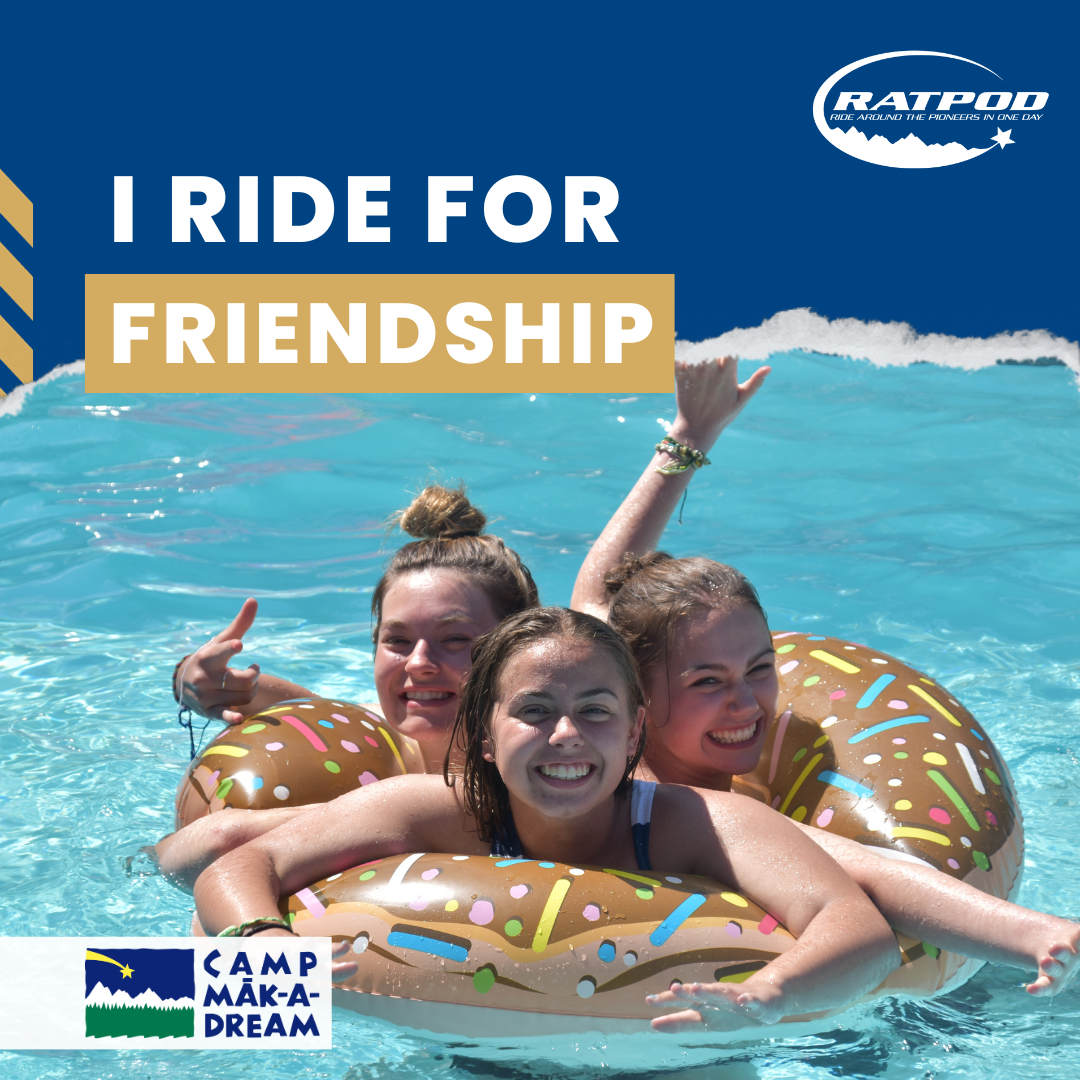 RATPOD
RIDE AROUND THE PIONEERS IN ONE DAY
I RIDE FOR
FRIENDSHIP
CAMP
MĀK-A-
DREAM